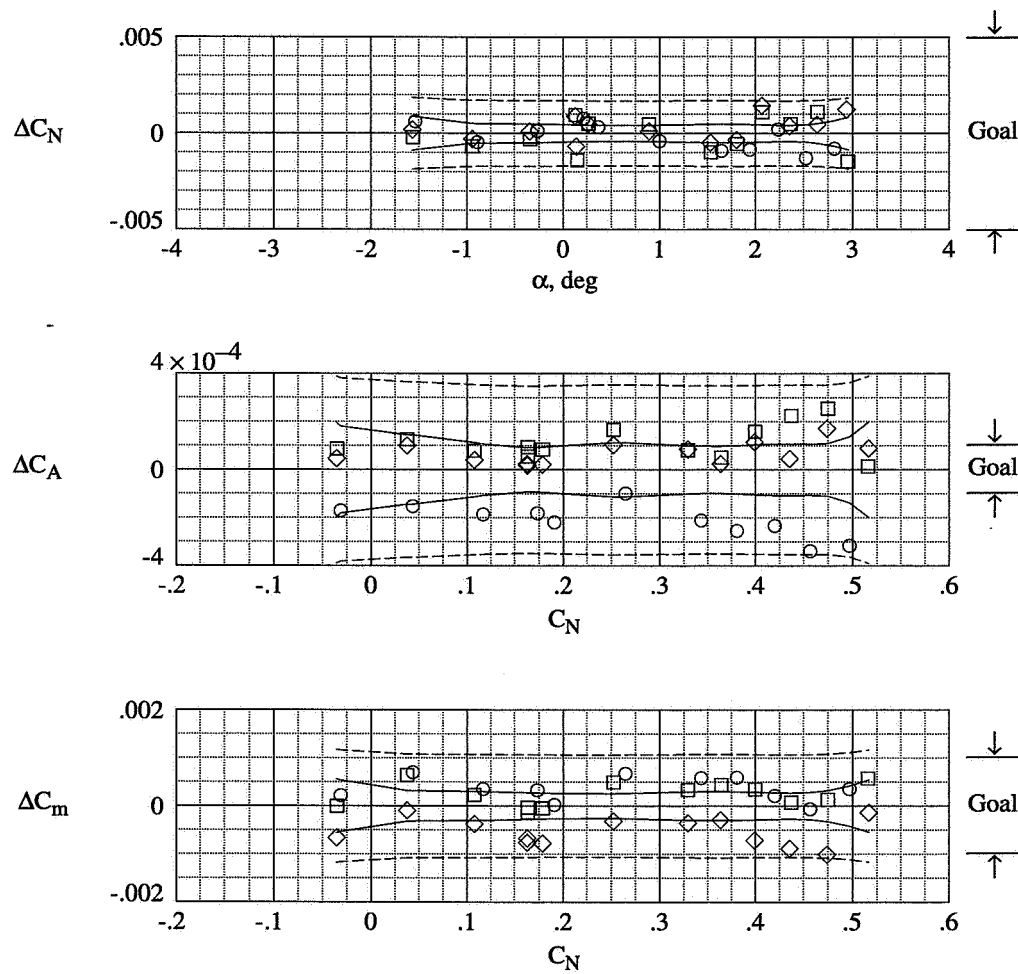 .005
ΔC_N
0
Goal
-.005
-4 -3 -2 -1 0 1 2 3 4
α, deg
4 × 10⁻⁴
ΔC_A
0
Goal
-4
-.2 -.1 0 .1 .2 .3 .4 .5 .6
C_N
.002
ΔC_m
0
Goal
-.002
-.2 -.1 0 .1 .2 .3 .4 .5 .6
C_N